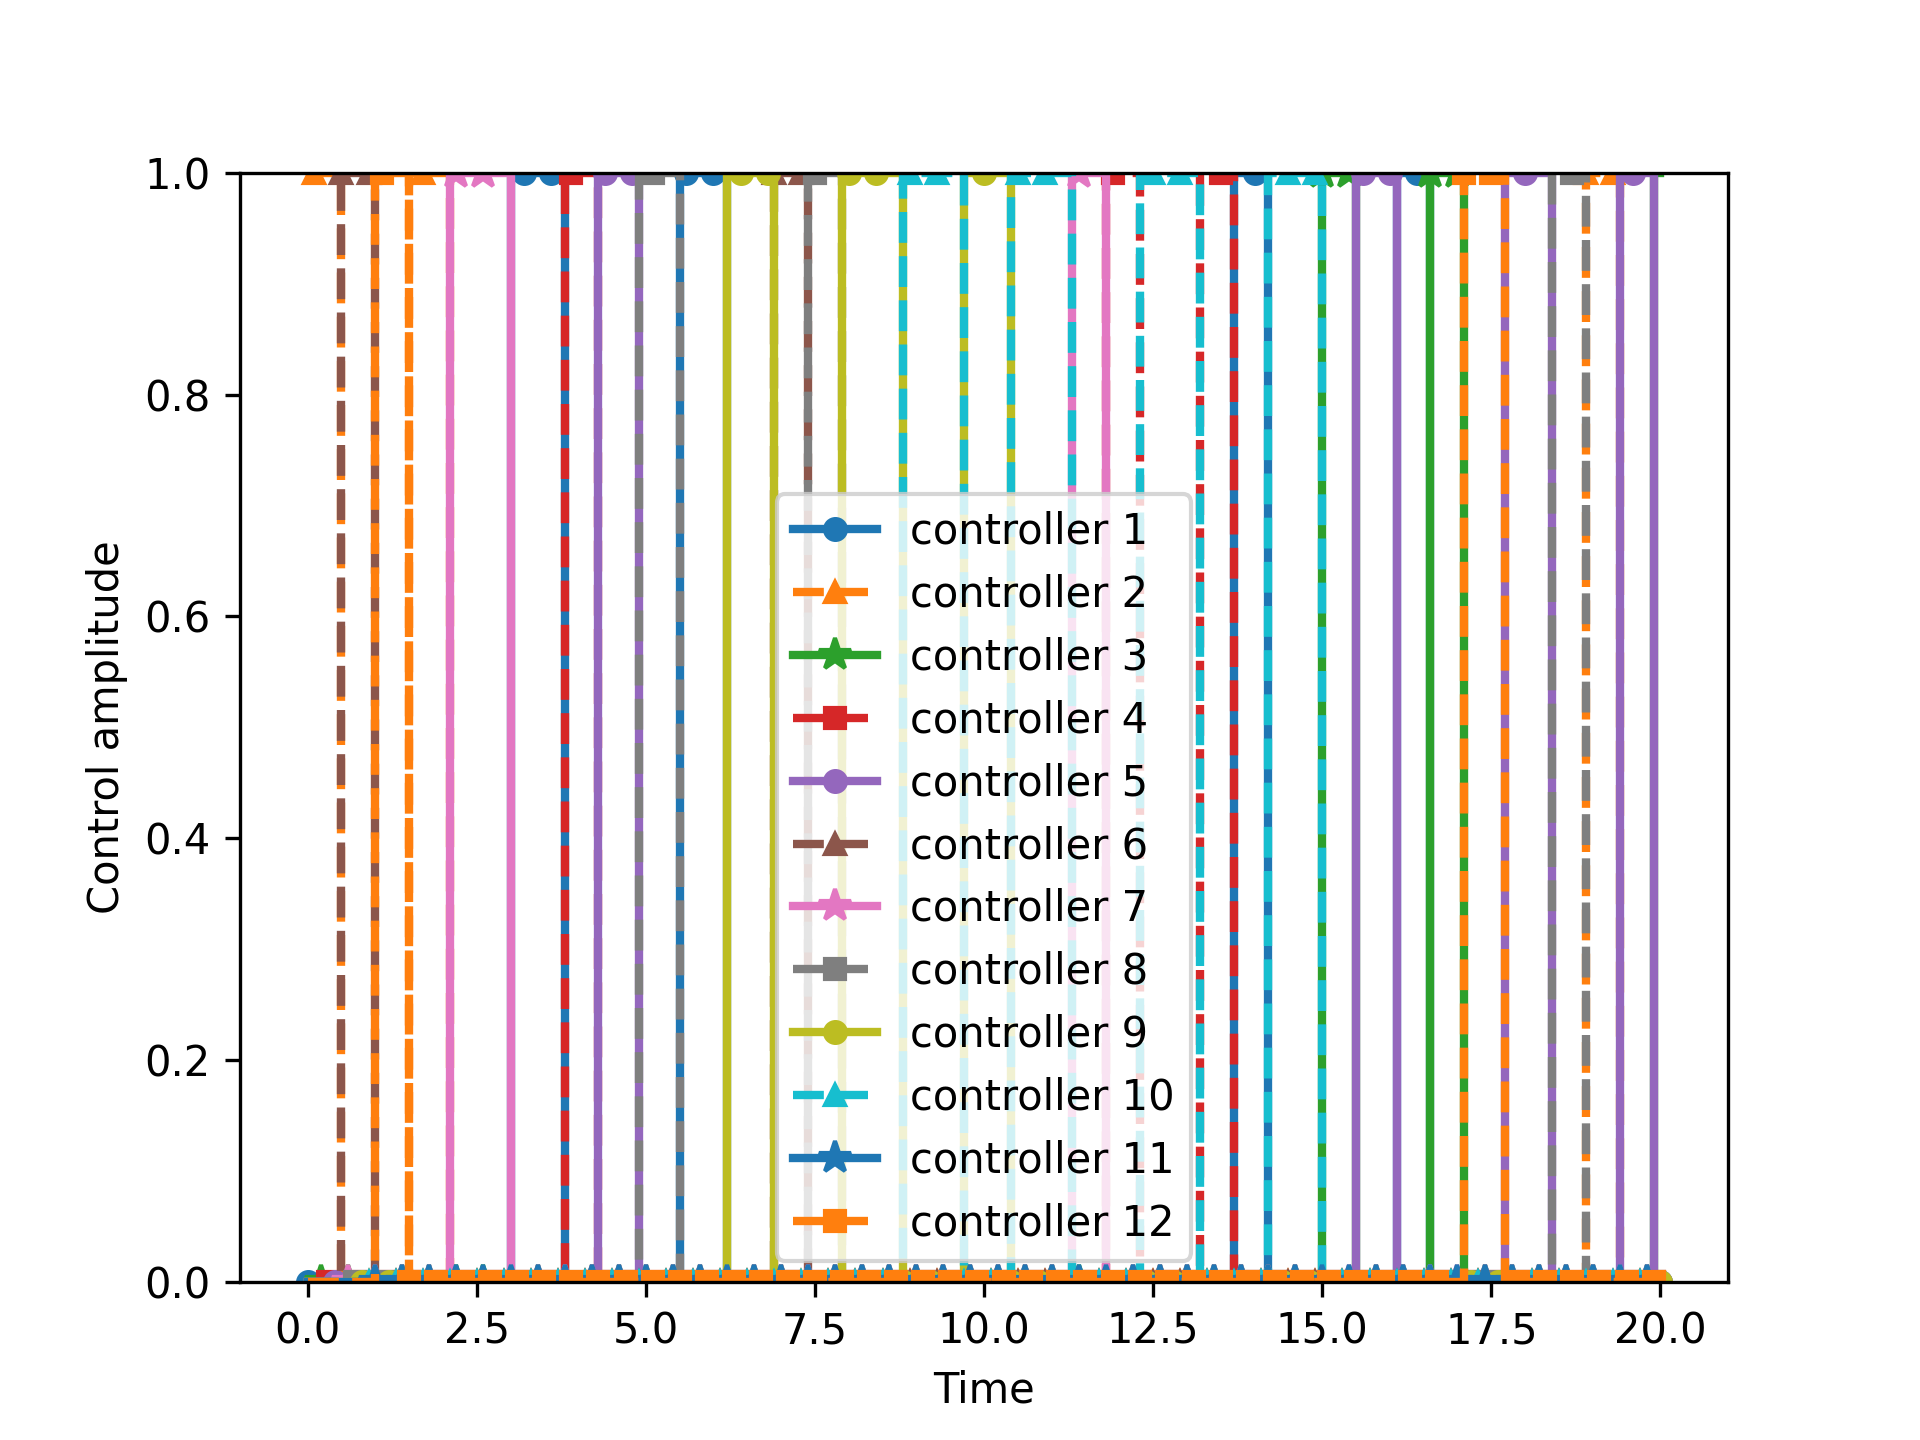 1.0
0.8
0.6
0.4
0.2
0.0
Control amplitude
controller 1
controller 2
controller 3
controller 4
controller 5
controller 6
controller 7
controller 8
controller 9
controller 10
controller 11
controller 12
0.0 2.5 5.0 7.5 10.0 12.5 15.0 17.5 20.0
Time